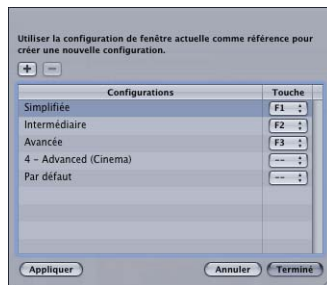 Utiliser la configuration de fenêtre actuelle comme référence pour
créer une nouvelle configuration.
+ −
Configurations Touche
Simplifiée F1
Intermédiaire F2
Avancée F3
4 – Advanced (Cinema) --
Par défaut --
Appliquer Annuler Terminé